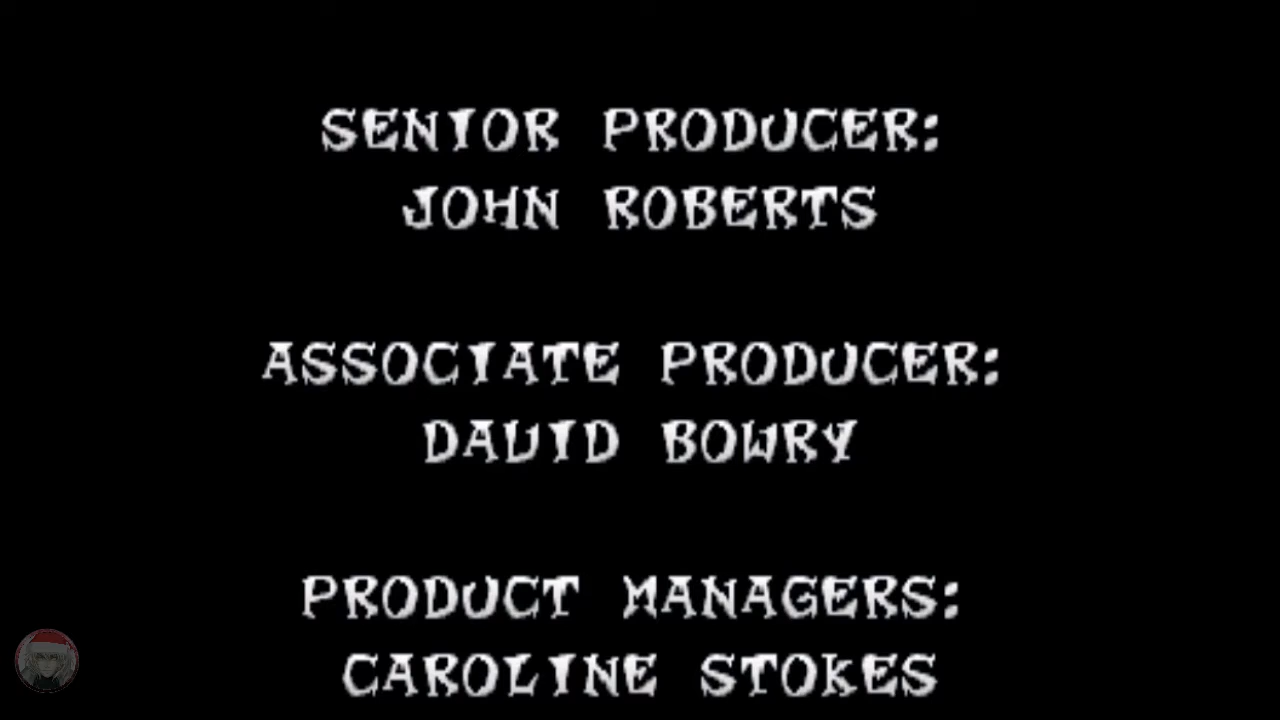 SENIOR PRODUCER:
JOHN ROBERTS
ASSOCIATE PRODUCER:
DAVID BOWRY
PRODUCT MANAGERS:
CAROLINE STOKES